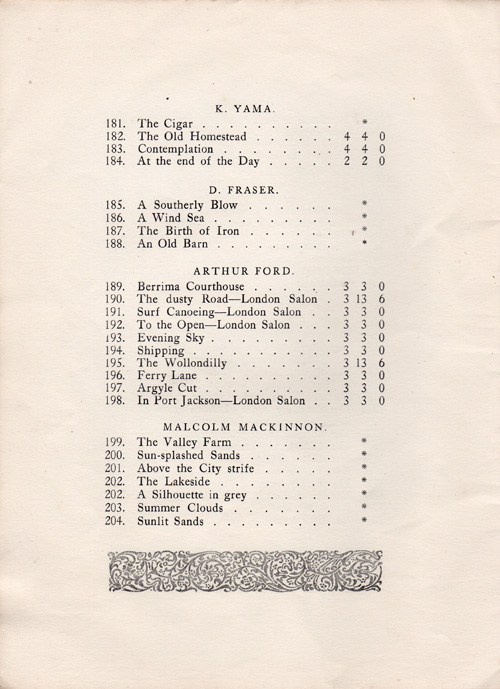 K. YAMA.
181. The Cigar . . . . . . . . . . *
182. The Old Homestead . . . . . . 4 4 0
183. Contemplation . . . . . . . 4 4 0
184. At the end of the Day . . . . . 2 2 0
D. FRASER.
185. A Southerly Blow . . . . . . *
186. A Wind Sea . . . . . . . . . *
187. The Birth of Iron . . . . . . *
188. An Old Barn . . . . . . . . . *
ARTHUR FORD.
189. Berrima Courthouse . . . . . . 3 3 0
190. The dusty Road—London Salon . 3 13 6
191. Surf Canoeing—London Salon . . 3 3 0
192. To the Open—London Salon . . . 3 3 0
193. Evening Sky . . . . . . . . . 3 3 0
194. Shipping . . . . . . . . . . 3 3 0
195. The Wollondilly . . . . . . . 3 13 6
196. Ferry Lane . . . . . . . . . . 3 3 0
197. Argyle Cut . . . . . . . . . . 3 3 0
198. In Port Jackson—London Salon . . 3 3 0
MALCOLM MACKINNON.
199. The Valley Farm . . . . . . . *
200. Sun-splashed Sands . . . . . . *
201. Above the City strife . . . . . *
202. The Lakeside . . . . . . . . *
202. A Silhouette in grey . . . . . . *
203. Summer Clouds . . . . . . . *
204. Sunlit Sands . . . . . . . . *